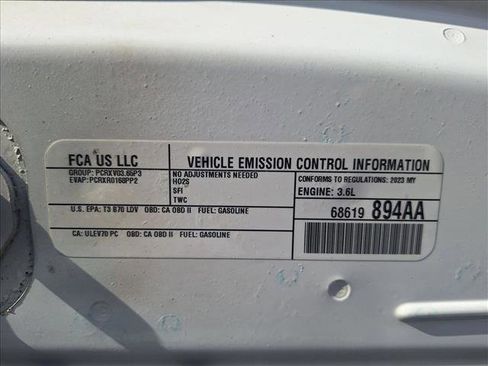 FCA US LLC
VEHICLE EMISSION CONTROL INFORMATION
GROUP: PCRXV03.65P3
EVAP: PCRXR0160PP2
NO ADJUSTMENTS NEEDED
HO2S
SFI
TWC
CONFORMS TO REGULATIONS: 2023 MY
ENGINE: 3.6L
U.S. EPA: T3 B70 LDV OBD: CA OBD II FUEL: GASOLINE
68619 894AA
CA: ULEV70 PC OBD: CA OBD II FUEL: GASOLINE